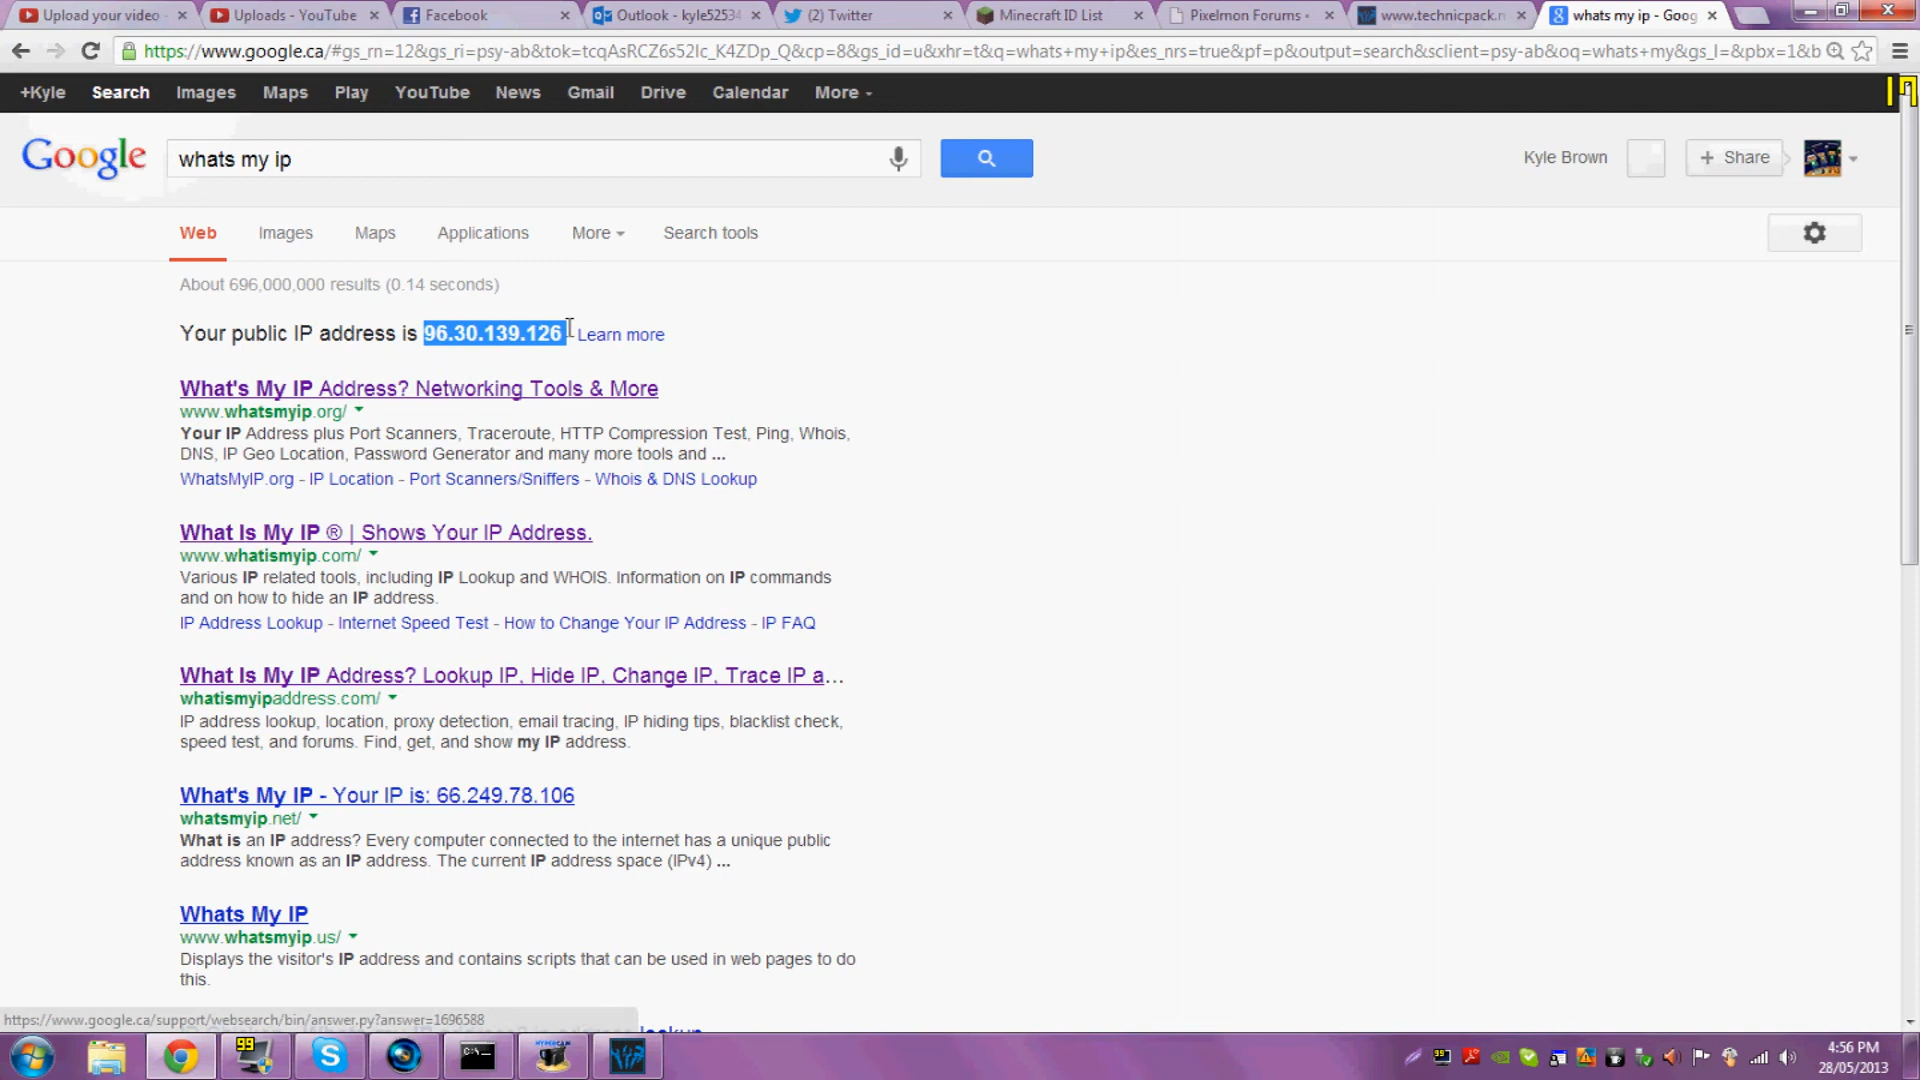 Upload your video
Uploads - YouTube
Facebook
Outlook - kyle52534
(2) Twitter
Minecraft ID List
Pixelmon Forums •
www.technicpack.n
whats my ip - Goog
https://www.google.ca/#gs_rn=12&gs_ri=psy-ab&tok=tcqAsRCZ6s52Ic_K4ZDp_Q&cp=8&gs_id=u&xhr=t&q=whats+my+ip&es_nrs=true&pf=p&output=search&sclient=psy-ab&oq=whats+my&gs_l=&pbx=1&b
+Kyle Search Images Maps Play YouTube News Gmail Drive Calendar More
Google
whats my ip
Kyle Brown
+ Share
Web Images Maps Applications More Search tools
About 696,000,000 results (0.14 seconds)
Your public IP address is 96.30.139.126 - Learn more
What's My IP Address? Networking Tools & More
www.whatsmyip.org/
Your IP Address plus Port Scanners, Traceroute, HTTP Compression Test, Ping, Whois,
DNS, IP Geo Location, Password Generator and many more tools and ...
WhatsMyIP.org - IP Location - Port Scanners/Sniffers - Whois & DNS Lookup
What Is My IP ® | Shows Your IP Address.
www.whatismyip.com/
Various IP related tools, including IP Lookup and WHOIS. Information on IP commands
and on how to hide an IP address.
IP Address Lookup - Internet Speed Test - How to Change Your IP Address - IP FAQ
What Is My IP Address? Lookup IP, Hide IP, Change IP, Trace IP a...
whatismyipaddress.com/
IP address lookup, location, proxy detection, email tracing, IP hiding tips, blacklist check,
speed test, and forums. Find, get, and show my IP address.
What's My IP - Your IP is: 66.249.78.106
whatsmyip.net/
What is an IP address? Every computer connected to the internet has a unique public
address known as an IP address. The current IP address space (IPv4) ...
Whats My IP
www.whatsmyip.us/
Displays the visitor's IP address and contains scripts that can be used in web pages to do
this.
lookup
https://www.google.ca/support/websearch/bin/answer.py?answer=1696588
99
C:\_
HYPERCAM
99
4:56 PM
28/05/2013